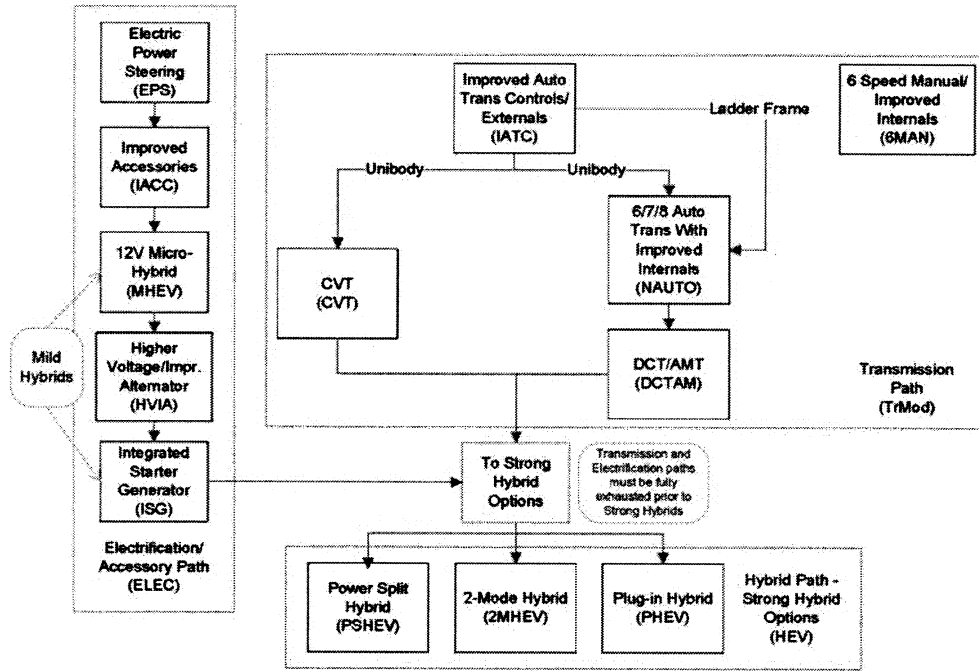 Electric
Power
Steering
(EPS)
Improved
Accessories
(IACC)
12V Micro-
Hybrid
(MHEV)
Higher
Voltage/Impr.
Alternator
(HVIA)
Integrated
Starter
Generator
(ISG)
Electrification/
Accessory Path
(ELEC)
Mild
Hybrids
Improved Auto
Trans Controls/
Externals
(IATC)
Ladder Frame
6 Speed Manual/
Improved
Internals
(6MAN)
Unibody
Unibody
CVT
(CVT)
6/7/8 Auto
Trans With
Improved
Internals
(NAUTO)
DCT/AMT
(DCTAM)
Transmission
Path
(TrMod)
To Strong
Hybrid
Options
Transmission and
Electrification paths
must be fully
exhausted prior to
Strong Hybrids
Power Split
Hybrid
(PSHEV)
2-Mode Hybrid
(2MHEV)
Plug-in Hybrid
(PHEV)
Hybrid Path -
Strong Hybrid
Options
(HEV)